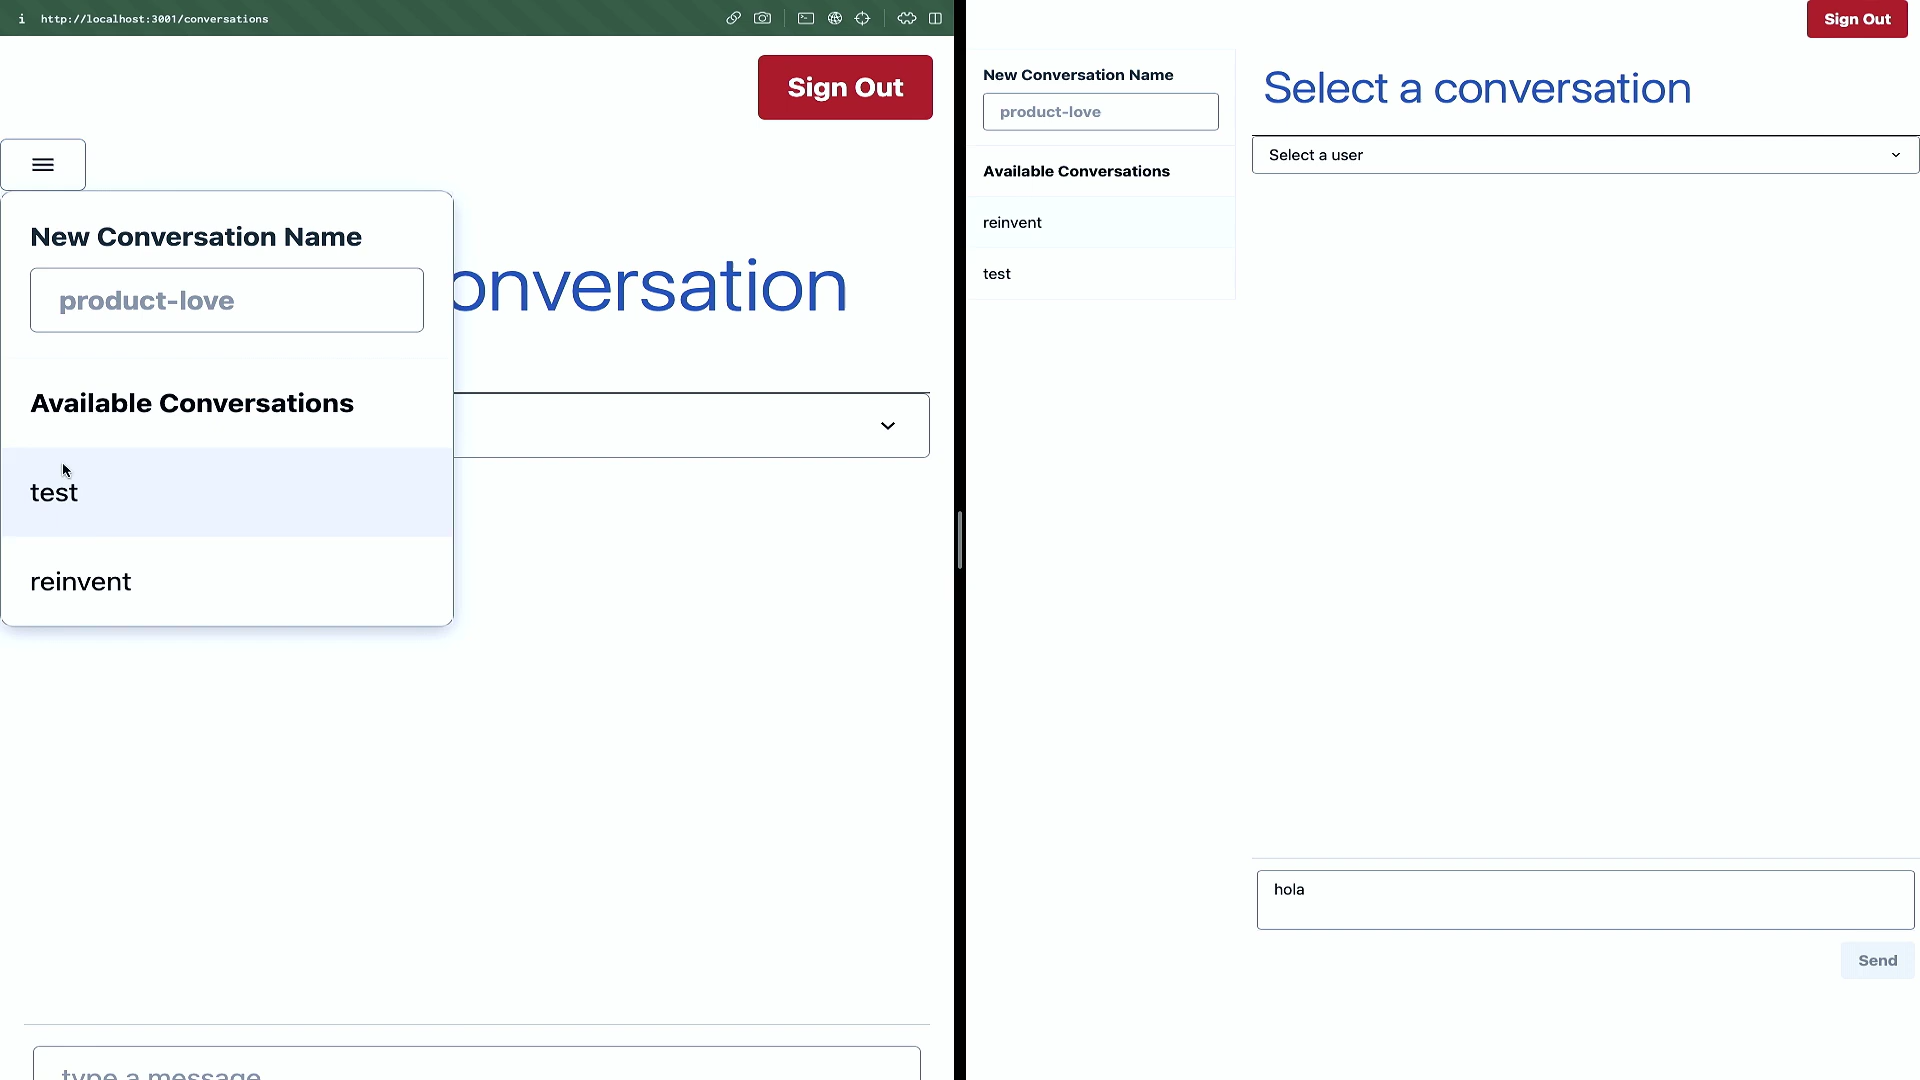 http://localhost:3001/conversations
Sign Out
New Conversation Name
product-love
onversation
Available Conversations
test
reinvent
type a message
Sign Out
New Conversation Name
product-love
Available Conversations
reinvent
test
Select a conversation
Select a user
hola
Send